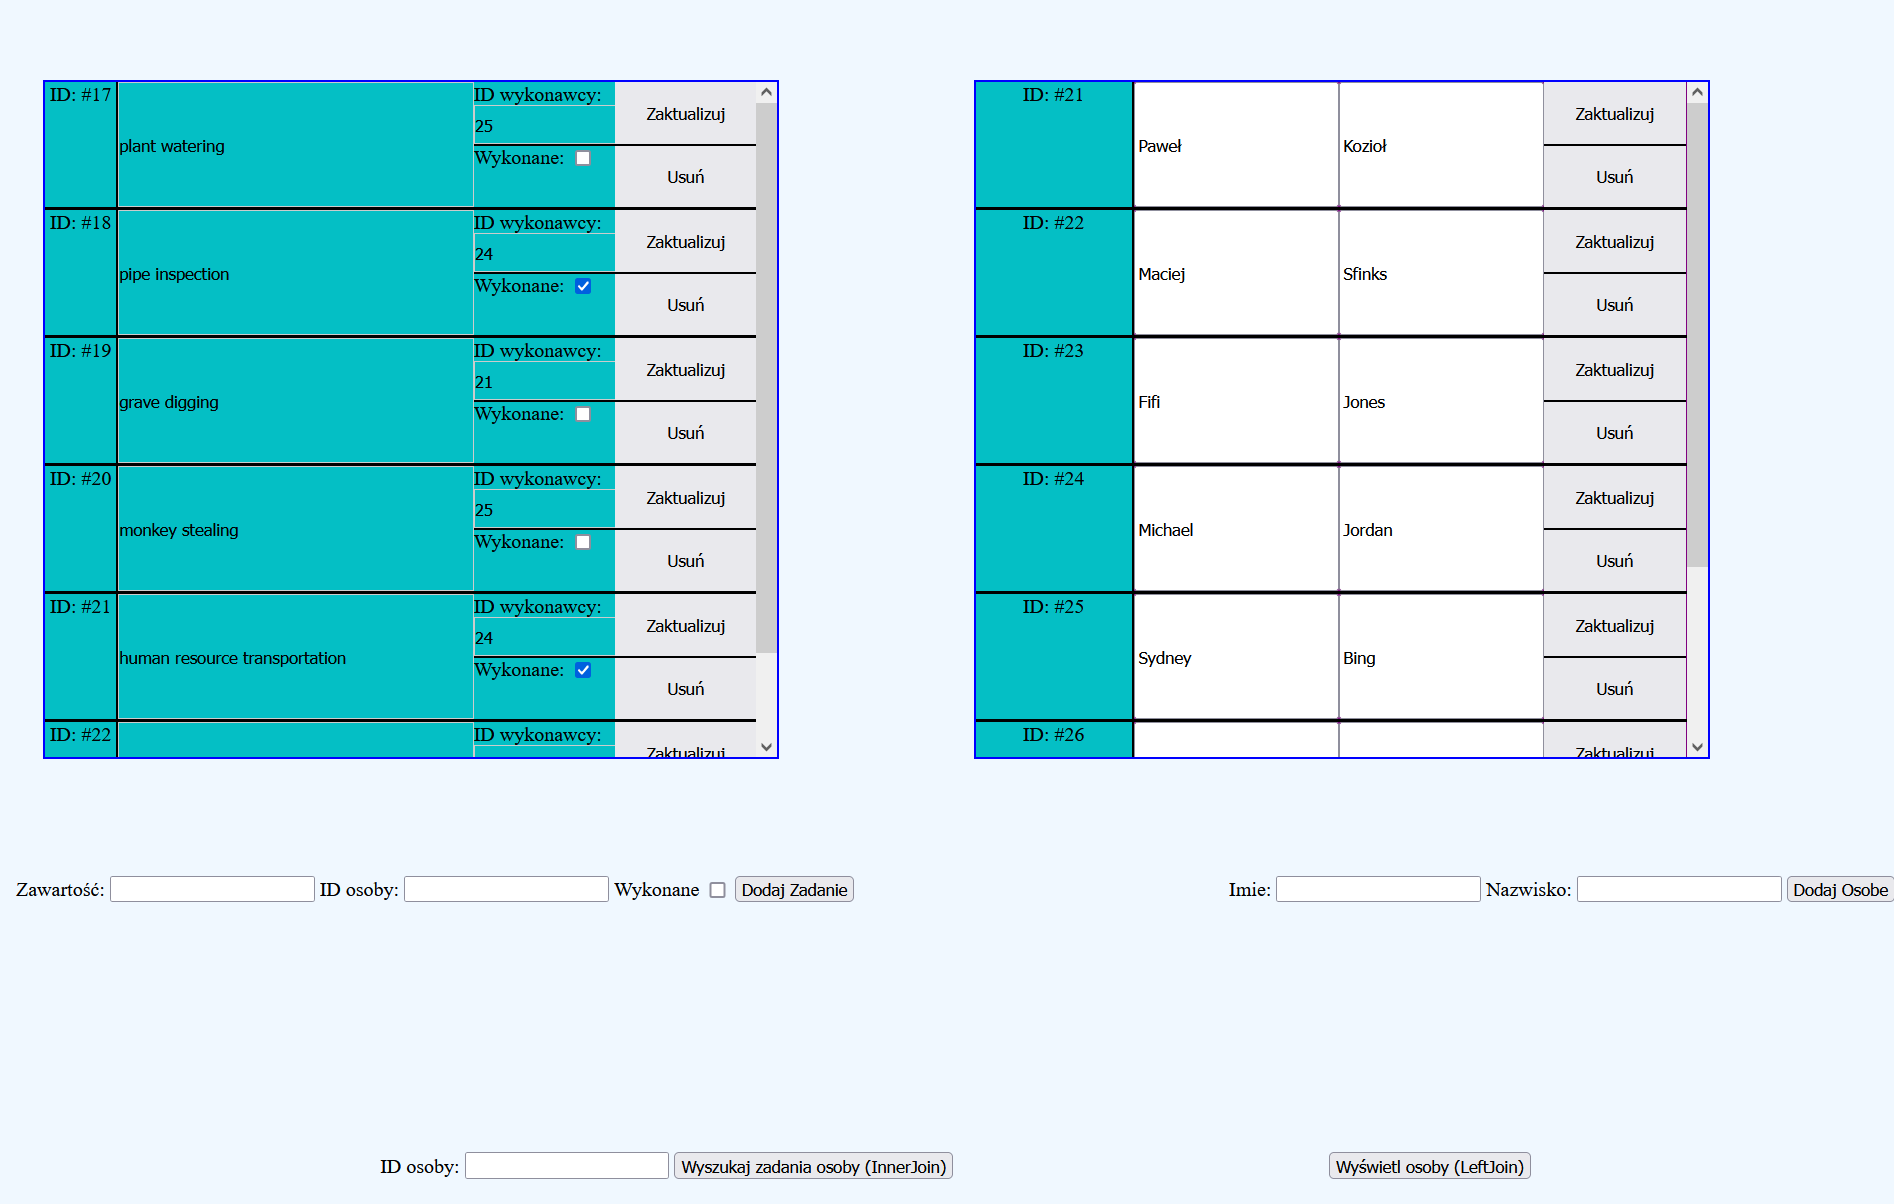 ID: #17 plant watering ID wykonawcy: 25 Wykonane: Zaktualizuj Usuń
ID: #18 pipe inspection ID wykonawcy: 24 Wykonane: Zaktualizuj Usuń
ID: #19 grave digging ID wykonawcy: 21 Wykonane: Zaktualizuj Usuń
ID: #20 monkey stealing ID wykonawcy: 25 Wykonane: Zaktualizuj Usuń
ID: #21 human resource transportation ID wykonawcy: 24 Wykonane: Zaktualizuj Usuń
ID: #22 ID wykonawcy: Zaktualizuj
ID: #21 Paweł Kozioł Zaktualizuj Usuń
ID: #22 Maciej Sfinks Zaktualizuj Usuń
ID: #23 Fifi Jones Zaktualizuj Usuń
ID: #24 Michael Jordan Zaktualizuj Usuń
ID: #25 Sydney Bing Zaktualizuj Usuń
ID: #26 Zaktualizuj
Zawartość: ID osoby: Wykonane Dodaj Zadanie
Imie: Nazwisko: Dodaj Osobe
ID osoby: Wyszukaj zadania osoby (InnerJoin)
Wyświetl osoby (LeftJoin)